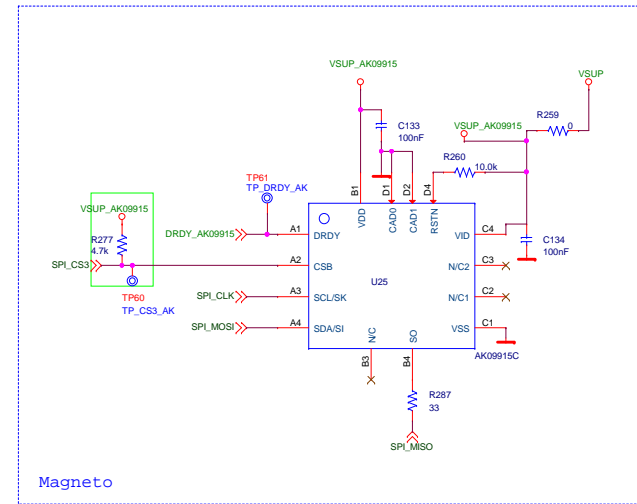 VSUP_AK09915
VSUP
C133
100nF
VSUP_AK09915
R259
0
R260
10.0k
TP61
TP_DRDY_AK
B1
D1
D2
D4
VDD
CAD0
CAD1
RSTN
VSUP_AK09915
R277
4.7k
DRDY_AK09915
A1
DRDY
VID
C4
C134
100nF
SPI_CS3
A2
CSB
N/C2
C3
TP60
TP_CS3_AK
U25
SPI_CLK
A3
SCL/SK
N/C1
C2
SPI_MOSI
A4
SDA/SI
N/C
SO
VSS
C1
B3
B4
AK09915C
R287
33
SPI_MISO
Magneto